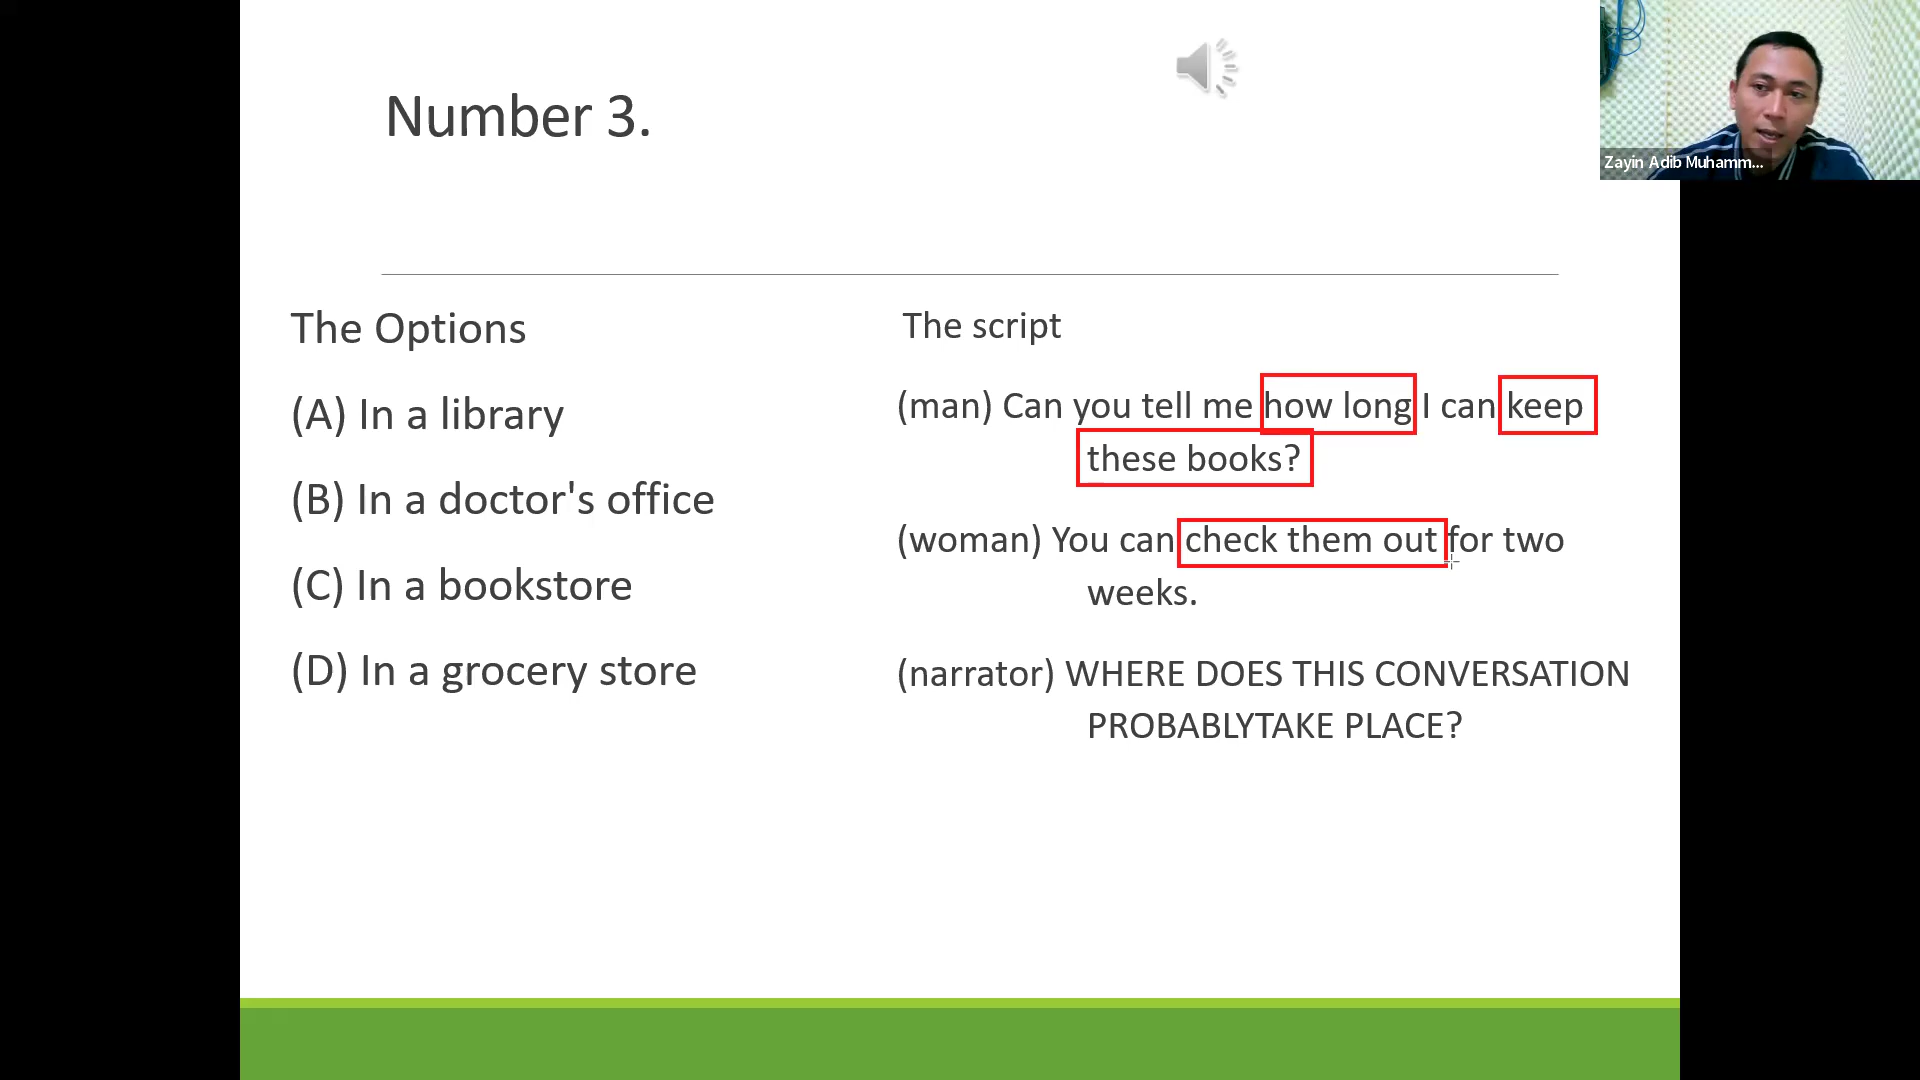 Number 3.
Zayin Adib Muhamm...
The Options
(A) In a library
(B) In a doctor's office
(C) In a bookstore
(D) In a grocery store
The script
(man) Can you tell me how long I can keep
these books?
(woman) You can check them out for two
weeks.
(narrator) WHERE DOES THIS CONVERSATION
PROBABLYTAKE PLACE?